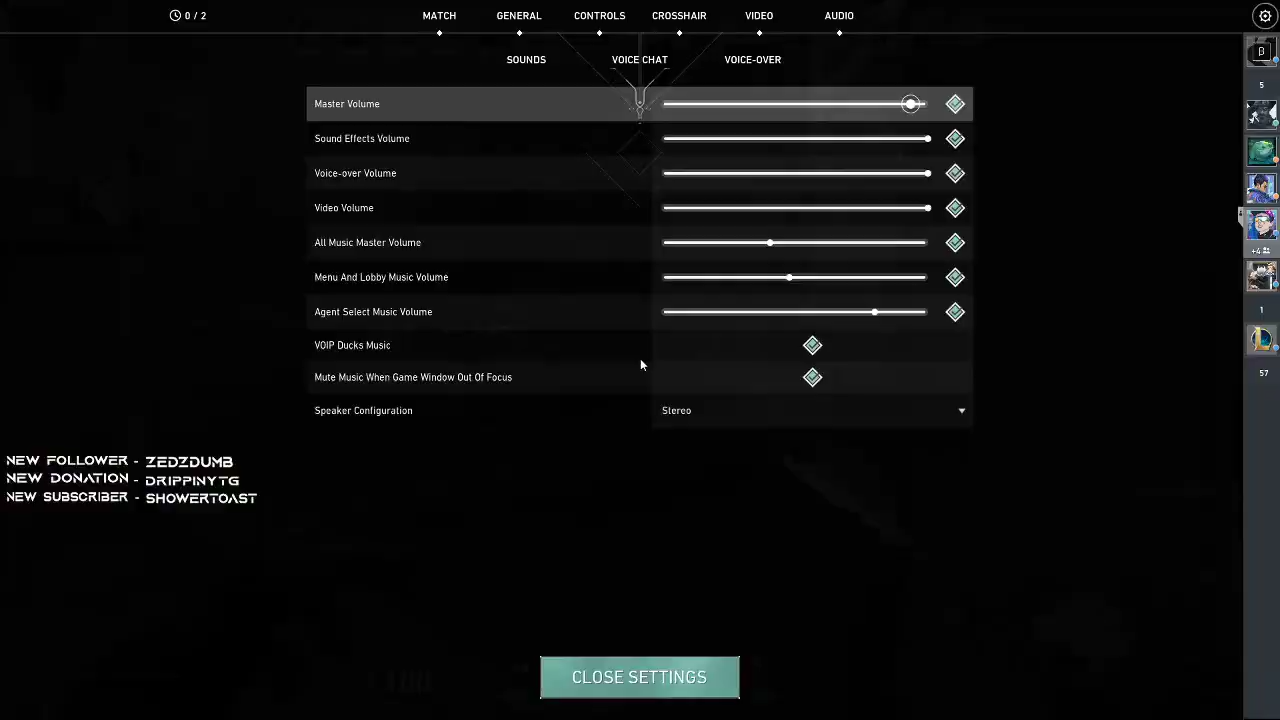 0 / 2
MATCH
GENERAL
CONTROLS
CROSSHAIR
VIDEO
AUDIO
SOUNDS
VOICE CHAT
VOICE-OVER
Master Volume
Sound Effects Volume
Voice-over Volume
Video Volume
All Music Master Volume
Menu And Lobby Music Volume
Agent Select Music Volume
VOIP Ducks Music
Mute Music When Game Window Out Of Focus
Speaker Configuration
Stereo
NEW FOLLOWER - ZEDZDUMB
NEW DONATION - DRIPPINYTG
NEW SUBSCRIBER - SHOWERTOAST
CLOSE SETTINGS
β
5
+4
1
57